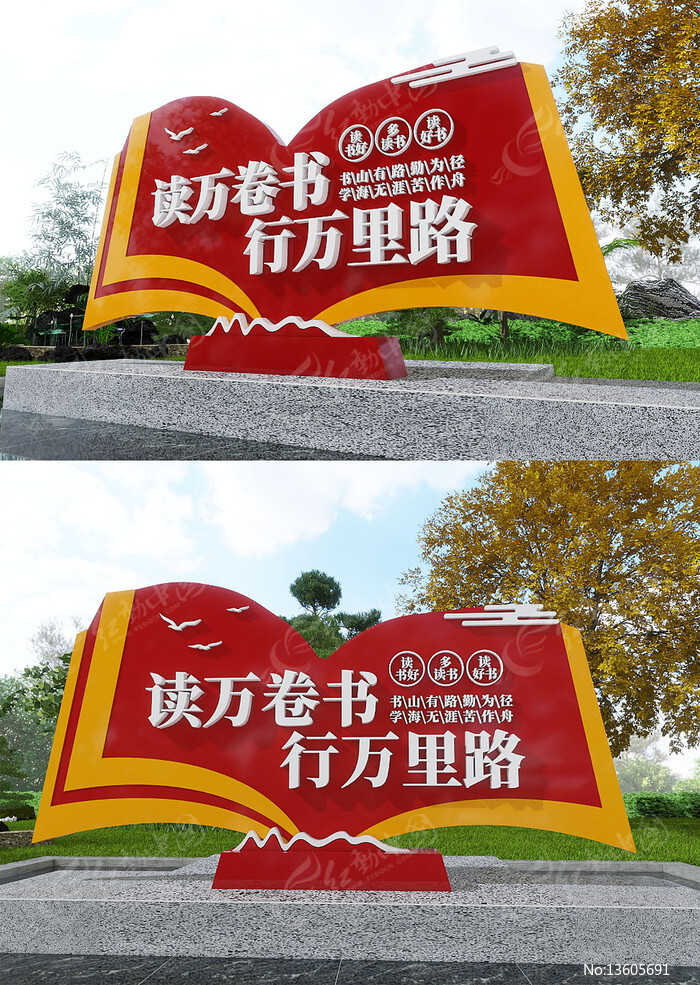 读书好 多读书 读好书
书\山\有\路\勤\为\径
学\海\无\涯\苦\作\舟
读万卷书
行万里路
读书好 多读书 读好书
书\山\有\路\勤\为\径
学\海\无\涯\苦\作\舟
读万卷书
行万里路
No:13605691